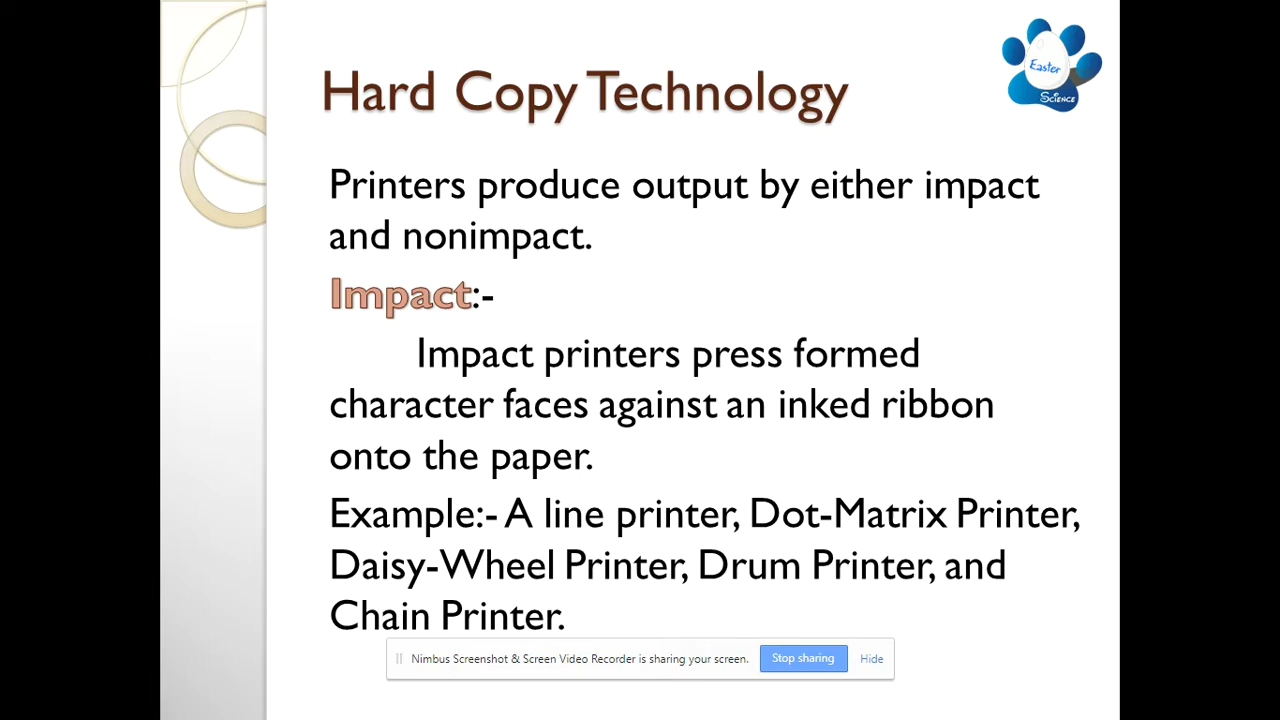 Hard Copy Technology
Easter
Science
Printers produce output by either impact
and nonimpact.
Impact:-
Impact printers press formed
character faces against an inked ribbon
onto the paper.
Example:- A line printer, Dot-Matrix Printer,
Daisy-Wheel Printer, Drum Printer, and
Chain Printer.
Nimbus Screenshot & Screen Video Recorder is sharing your screen. Stop sharing Hide